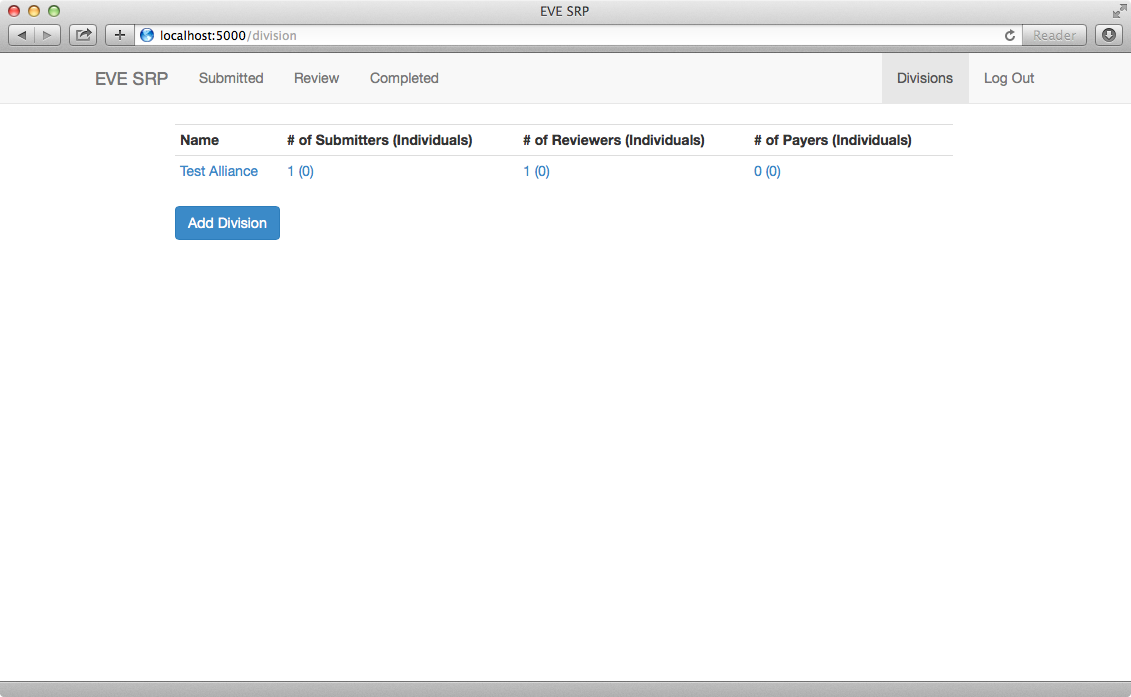 EVE SRP
localhost:5000/division
Reader
EVE SRP Submitted Review Completed Divisions Log Out
Name # of Submitters (Individuals) # of Reviewers (Individuals) # of Payers (Individuals)
Test Alliance 1 (0) 1 (0) 0 (0)
Add Division